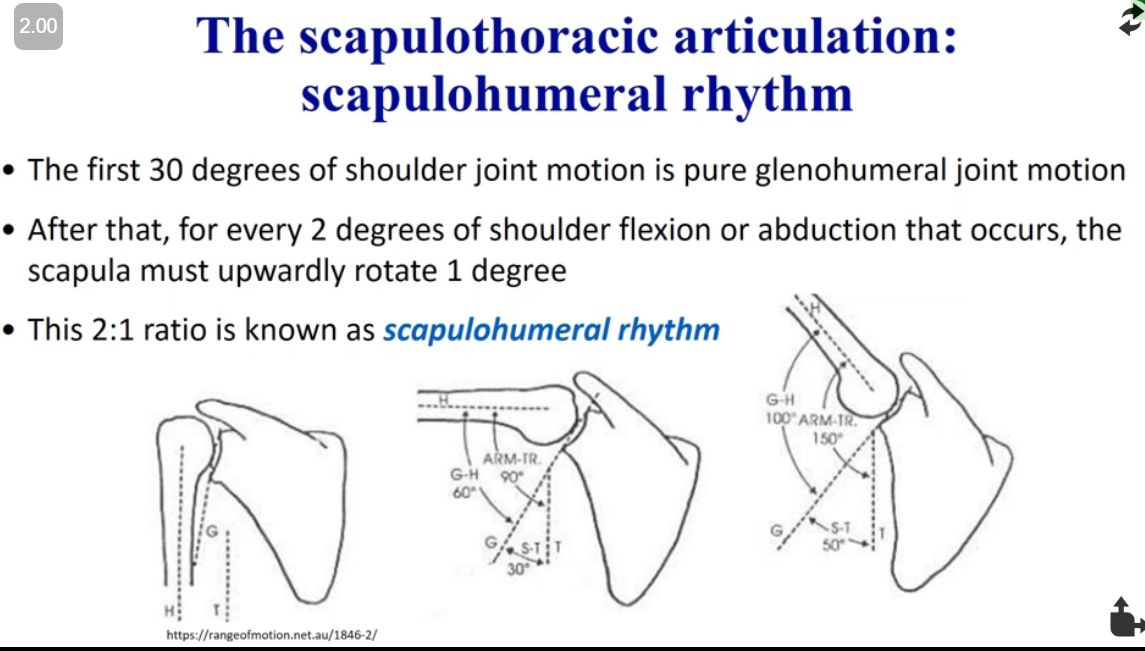 2.00
The scapulothoracic articulation:
scapulohumeral rhythm
• The first 30 degrees of shoulder joint motion is pure glenohumeral joint motion
• After that, for every 2 degrees of shoulder flexion or abduction that occurs, the
scapula must upwardly rotate 1 degree
• This 2:1 ratio is known as scapulohumeral rhythm
G
H
T
H
ARM-TR.
90°
G-H
60°
G
S-T
T
30°
H
G-H
100°
ARM-TR.
150°
G
S-T
50°
T
https://rangeofmotion.net.au/1846-2/